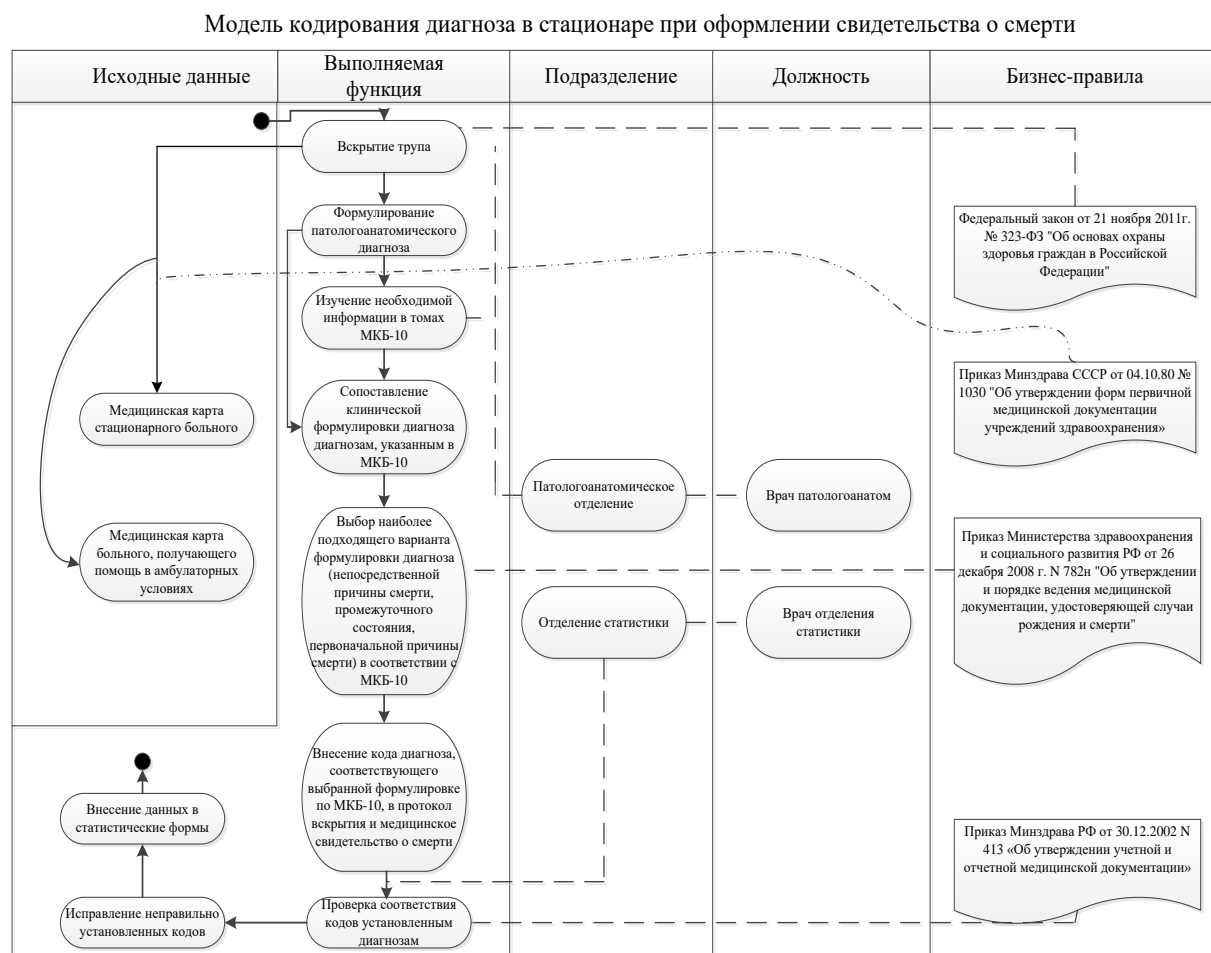 Модель кодирования диагноза в стационаре при оформлении свидетельства о смерти
Исходные данные
Выполняемая
функция
Подразделение
Должность
Бизнес-правила
Вскрытие трупа
Формулирование
патологоанатомического
диагноза
Изучение необходимой
информации в томах
МКБ-10
Сопоставление
клинической
формулировки диагноза
диагнозам, указанным в
МКБ-10
Выбор наиболее
подходящего варианта
формулировки диагноза
(непосредственной
причины смерти,
промежуточного
состояния,
первоначальной причины
смерти) в соответствии с
МКБ-10
Внесение кода диагноза,
соответствующего
выбранной формулировке
по МКБ-10, в протокол
вскрытия и медицинское
свидетельство о смерти
Проверка соответствия
кодов установленным
диагнозам
Медицинская карта
стационарного больного
Медицинская карта
больного, получающего
помощь в амбулаторных
условиях
Внесение данных в
статистические формы
Исправление неправильно
установленных кодов
Патологоанатомическое
отделение
Врач патологоанатом
Отделение статистики
Врач отделения
статистики
Федеральный закон от 21 ноября 2011г.
№ 323-ФЗ "Об основах охраны
здоровья граждан в Российской
Федерации"
Приказ Минздрава СССР от 04.10.80 №
1030 "Об утверждении форм первичной
медицинской документации
учреждений здравоохранения»
Приказ Министерства здравоохранения
и социального развития РФ от 26
декабря 2008 г. N 782н "Об утверждении
и порядке ведения медицинской
документации, удостоверяющей случаи
рождения и смерти"
Приказ Минздрава РФ от 30.12.2002 N
413 «Об утверждении учетной и
отчетной медицинской документации»